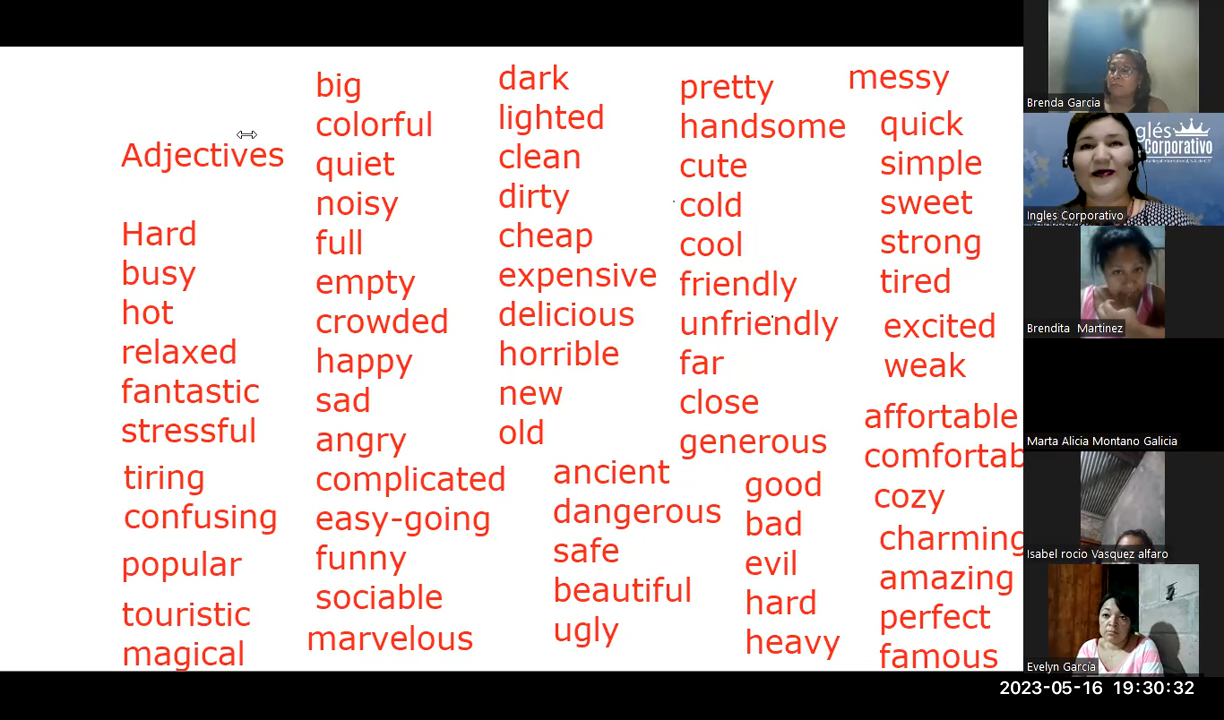 Adjectives
Hard
busy
hot
relaxed
fantastic
stressful
tiring
confusing
popular
touristic
magical
big
colorful
quiet
noisy
full
empty
crowded
happy
sad
angry
complicated
easy-going
funny
sociable
marvelous
dark
lighted
clean
dirty
cheap
expensive
delicious
horrible
new
old
ancient
dangerous
safe
beautiful
ugly
pretty
handsome
cute
cold
cool
friendly
unfriendly
far
close
generous
good
bad
evil
hard
heavy
messy
quick
simple
sweet
strong
tired
excited
weak
affortable
comfortab
cozy
charming
amazing
perfect
famous
Brenda Garcia
glés
Corporativo
Ingles Corporativo
Brendita Martinez
Marta Alicia Montano Galicia
Isabel rocio Vasquez alfaro
Evelyn García
2023-05-16 19:30:32